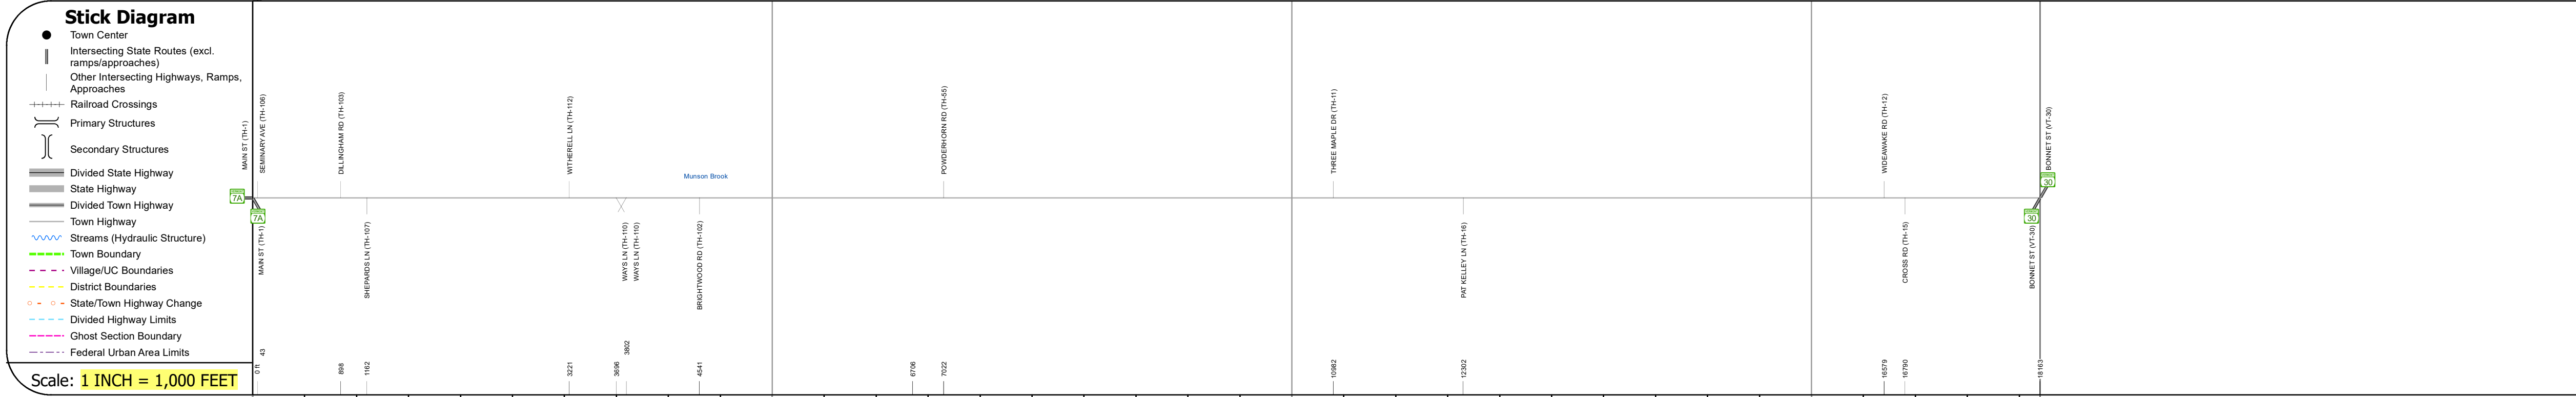 Stick Diagram
Town Center
Intersecting State Routes (excl.
ramps/approaches)
Other Intersecting Highways, Ramps,
Approaches
Railroad Crossings
Primary Structures
Secondary Structures
Divided State Highway
State Highway
Divided Town Highway
Town Highway
Streams (Hydraulic Structure)
Town Boundary
Village/UC Boundaries
District Boundaries
State/Town Highway Change
Divided Highway Limits
Ghost Section Boundary
Federal Urban Area Limits
Scale: 1 INCH = 1,000 FEET
MAIN ST (TH-1)
SEMINARY AVE (TH-106)
DILLINGHAM RD (TH-103)
WITHERELL LN (TH-112)
Munson Brook
POWDERHORN RD (TH-55)
THREE MAPLE DR (TH-11)
WIDEAWAKE RD (TH-12)
BONNET ST (VT-30)
7A
7A
30
30
MAIN ST (TH-1)
SHEPARDS LN (TH-107)
WAYS LN (TH-110)
WAYS LN (TH-110)
BRIGHTWOOD RD (TH-102)
PAT KELLEY LN (TH-16)
CROSS RD (TH-15)
BONNET ST (VT-30)
0 ft
43
898
1162
3221
3696
3802
4541
6706
7022
10982
12302
16579
16790
18163